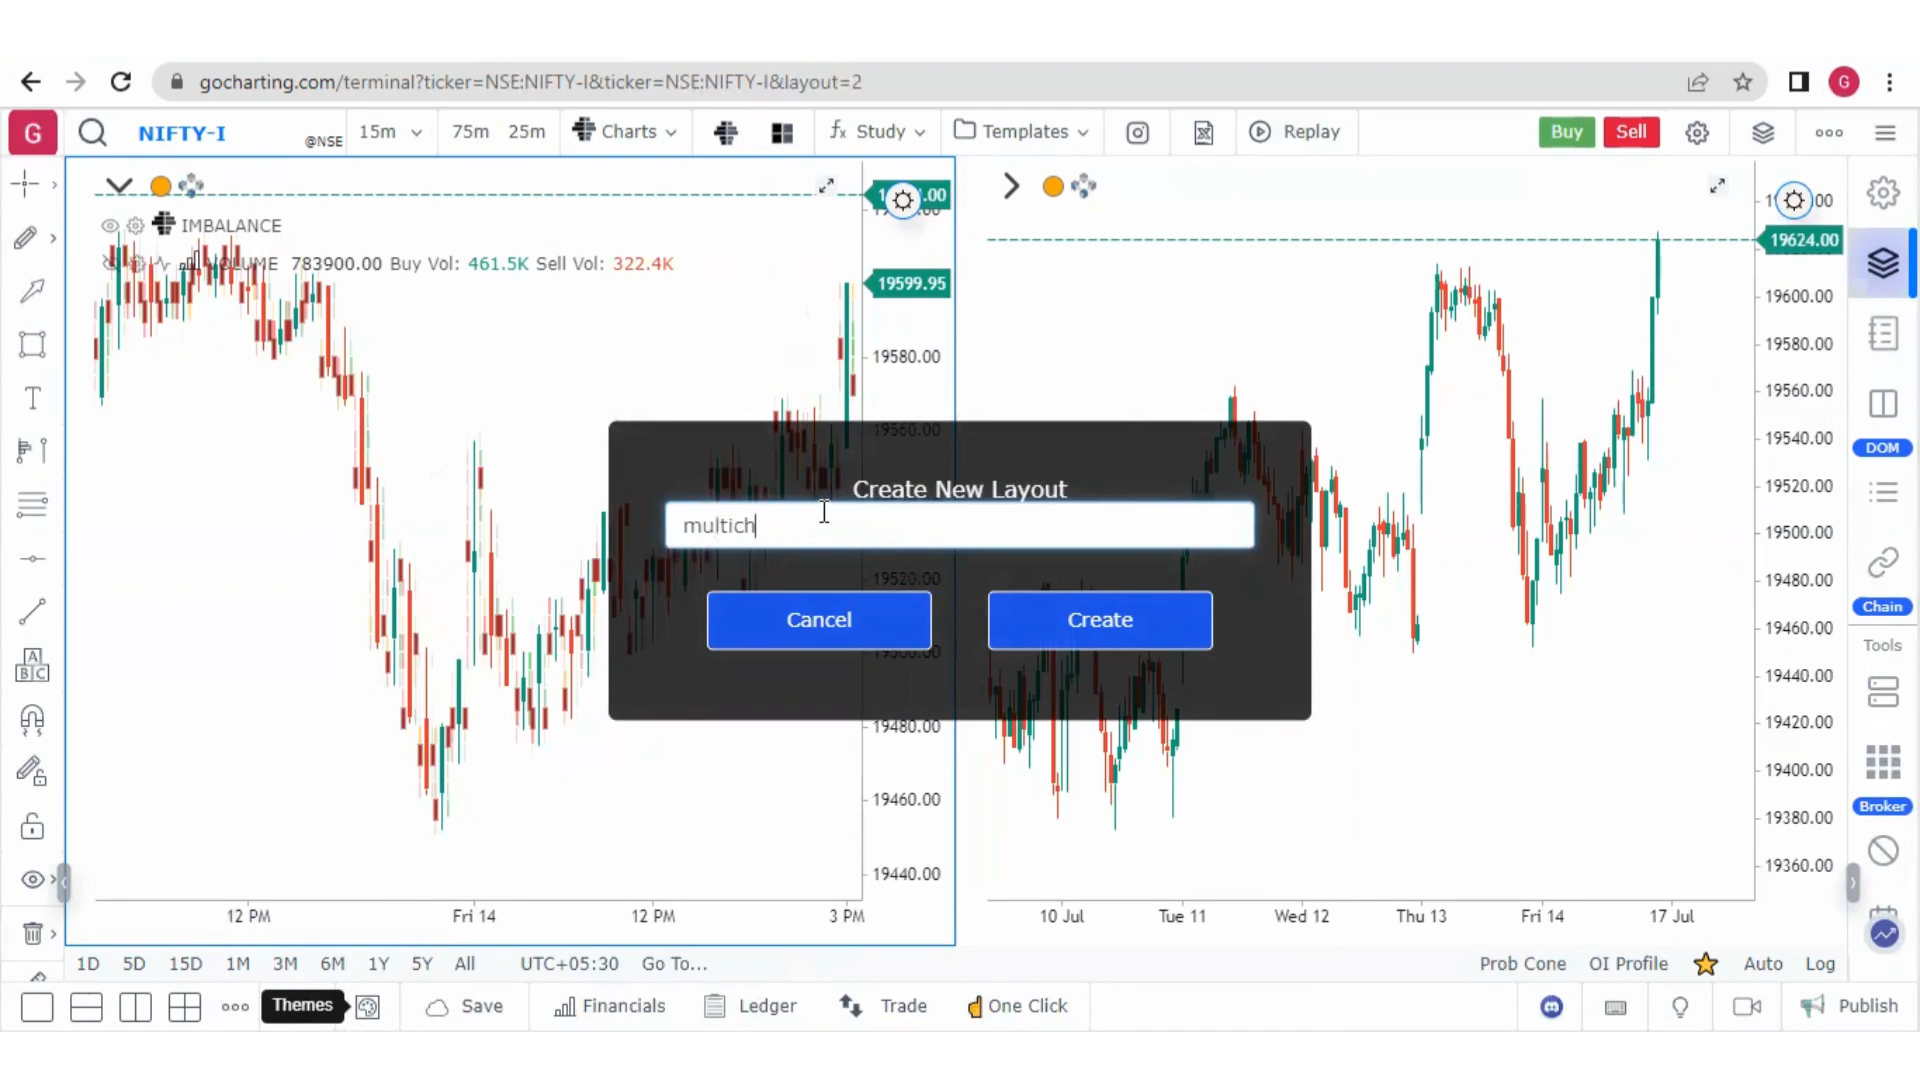 gocharting.com/terminal?ticker=NSE:NIFTY-I&ticker=NSE:NIFTY-I&layout=2
G
G
NIFTY-I
@NSE
15m
75m
25m
Charts
fx Study
Templates
Replay
Buy
Sell
IMBALANCE
VOLUME 783900.00 Buy Vol: 461.5K Sell Vol: 322.4K
19599.95
19580.00
19560.00
19520.00
19480.00
19460.00
19440.00
12 PM
Fri 14
12 PM
3 PM
19624.00
19600.00
19580.00
19560.00
19540.00
19520.00
19500.00
19480.00
19460.00
19440.00
19420.00
19400.00
19380.00
19360.00
10 Jul
Tue 11
Wed 12
Thu 13
Fri 14
17 Jul
Create New Layout
multich
Cancel
Create
T
A
B C
DOM
Chain
Tools
Broker
1D
5D
15D
1M
3M
6M
1Y
5Y
All
UTC+05:30
Go To...
Prob Cone
OI Profile
Auto
Log
Themes
Save
Financials
Ledger
Trade
One Click
Publish